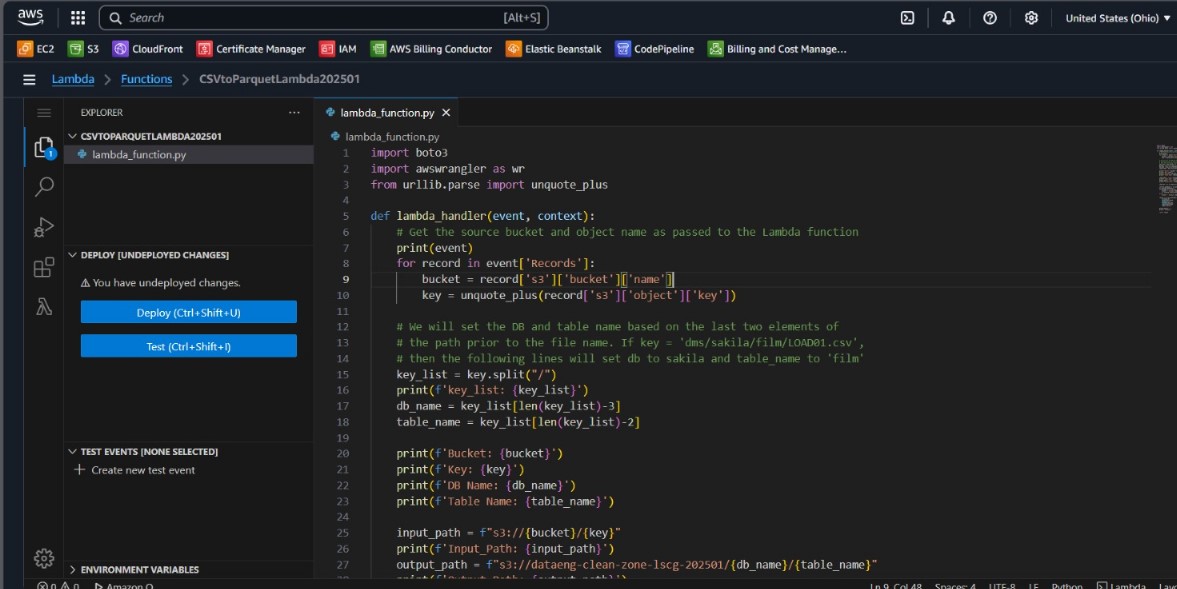 aws
Search [Alt+S] United States (Ohio)
EC2 S3 CloudFront Certificate Manager IAM AWS Billing Conductor Elastic Beanstalk CodePipeline Billing and Cost Manage...
Lambda > Functions > CSVtoParquetLambda202501
EXPLORER ...
CSVTOPARQUETLAMBDA202501
lambda_function.py
1
DEPLOY [UNDEPLOYED CHANGES]
⚠ You have undeployed changes.
Deploy (Ctrl+Shift+U)
Test (Ctrl+Shift+I)
TEST EVENTS [NONE SELECTED]
+ Create new test event
ENVIRONMENT VARIABLES
lambda_function.py ×
lambda_function.py
1 import boto3
2 import awswrangler as wr
3 from urllib.parse import unquote_plus
4
5 def lambda_handler(event, context):
6 # Get the source bucket and object name as passed to the Lambda function
7 print(event)
8 for record in event['Records']:
9 bucket = record['s3']['bucket']['name']
10 key = unquote_plus(record['s3']['object']['key'])
11
12 # We will set the DB and table name based on the last two elements of
13 # the path prior to the file name. If key = 'dms/sakila/film/LOAD01.csv',
14 # then the following lines will set db to sakila and table_name to 'film'
15 key_list = key.split("/")
16 print(f'key_list: {key_list}')
17 db_name = key_list[len(key_list)-3]
18 table_name = key_list[len(key_list)-2]
19
20 print(f'Bucket: {bucket}')
21 print(f'Key: {key}')
22 print(f'DB Name: {db_name}')
23 print(f'Table Name: {table_name}')
24
25 input_path = f"s3://{bucket}/{key}"
26 print(f'Input_Path: {input_path}')
27 output_path = f"s3://dataeng-clean-zone-lscg-202501/{db_name}/{table_name}"
28 print(f'Output_Path: {output_path}')
0 0 Amazon Q Ln 9, Col 48 Spaces: 4 UTF-8 LF Python Lambda